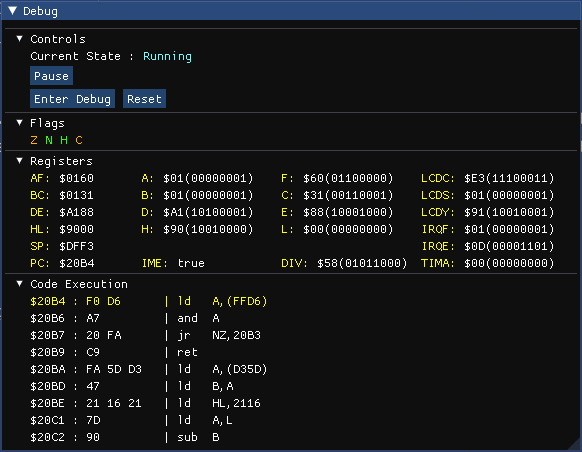 Debug
Controls
Current State : Running
Pause
Enter Debug Reset
Flags
Z N H C
Registers
AF: $0160 A: $01(00000001) F: $60(01100000) LCDC: $E3(11100011)
BC: $0131 B: $01(00000001) C: $31(00110001) LCDS: $01(00000001)
DE: $A188 D: $A1(10100001) E: $88(10001000) LCDY: $91(10010001)
HL: $9000 H: $90(10010000) L: $00(00000000) IRQF: $01(00000001)
SP: $DFF3 IRQE: $0D(00001101)
PC: $20B4 IME: true DIV: $58(01011000) TIMA: $00(00000000)
Code Execution
$20B4 : F0 D6 | ld A,(FFD6)
$20B6 : A7 | and A
$20B7 : 20 FA | jr NZ,20B3
$20B9 : C9 | ret
$20BA : FA 5D D3 | ld A,(D35D)
$20BD : 47 | ld B,A
$20BE : 21 16 21 | ld HL,2116
$20C1 : 7D | ld A,L
$20C2 : 90 | sub B